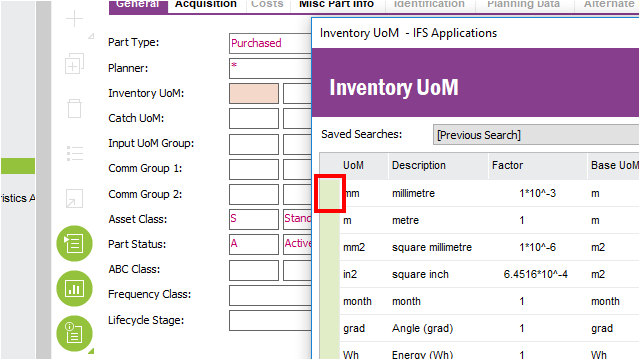 General Acquisition Costs Misc Part Info Identification Planning Data Alternate
Part Type: Purchased
Planner: *
Inventory UoM:
Catch UoM:
Input UoM Group:
Comm Group 1:
Comm Group 2:
Asset Class: S Stand
Part Status: A Active
ABC Class:
Frequency Class:
Lifecycle Stage:
ristics A
Inventory UoM - IFS Applications
Inventory UoM
Saved Searches: [Previous Search]
UoM Description Factor Base UoM
mm millimetre 1*10^-3 m
m metre 1 m
mm2 square millimetre 1*10^-6 m2
in2 square inch 6.4516*10^-4 m2
month month 1 month
grad Angle (grad) 1 grad
Wh Energy (Wh) 1 Wh